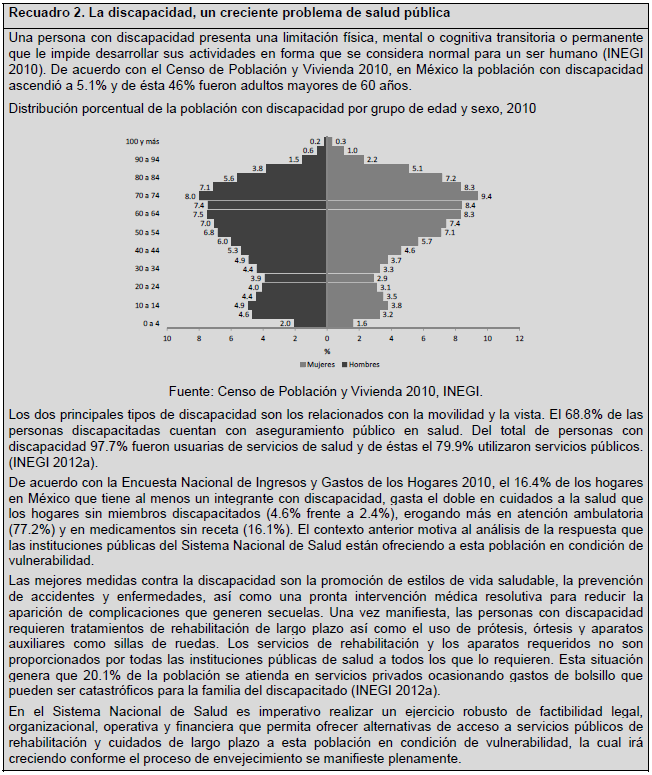 Recuadro 2. La discapacidad, un creciente problema de salud pública
Una persona con discapacidad presenta una limitación física, mental o cognitiva transitoria o permanente
que le impide desarrollar sus actividades en forma que se considera normal para un ser humano (INEGI
2010). De acuerdo con el Censo de Población y Vivienda 2010, en México la población con discapacidad
ascendió a 5.1% y de ésta 46% fueron adultos mayores de 60 años.
Distribución porcentual de la población con discapacidad por grupo de edad y sexo, 2010
100 y más 0.2 0.3
0.6 1.0
90 a 94 1.5 2.2
3.8 5.1
80 a 84 5.6 7.2
7.1 8.3
70 a 74 8.0 9.4
7.4 8.4
60 a 64 7.5 8.3
7.0 7.4
50 a 54 6.8 7.1
6.0 5.7
40 a 44 5.3 4.6
4.9 3.7
30 a 34 4.4 3.3
3.9 2.9
20 a 24 4.0 3.1
4.4 3.5
10 a 14 4.9 3.8
4.6 3.2
0 a 4 2.0 1.6
10 8 6 4 2 0 2 4 6 8 10 12
%
Mujeres Hombres
Fuente: Censo de Población y Vivienda 2010, INEGI.
Los dos principales tipos de discapacidad son los relacionados con la movilidad y la vista. El 68.8% de las
personas discapacitadas cuentan con aseguramiento público en salud. Del total de personas con
discapacidad 97.7% fueron usuarias de servicios de salud y de éstas el 79.9% utilizaron servicios públicos.
(INEGI 2012a).
De acuerdo con la Encuesta Nacional de Ingresos y Gastos de los Hogares 2010, el 16.4% de los hogares
en México que tiene al menos un integrante con discapacidad, gasta el doble en cuidados a la salud que
los hogares sin miembros discapacitados (4.6% frente a 2.4%), erogando más en atención ambulatoria
(77.2%) y en medicamentos sin receta (16.1%). El contexto anterior motiva al análisis de la respuesta que
las instituciones públicas del Sistema Nacional de Salud están ofreciendo a esta población en condición de
vulnerabilidad.
Las mejores medidas contra la discapacidad son la promoción de estilos de vida saludable, la prevención
de accidentes y enfermedades, así como una pronta intervención médica resolutiva para reducir la
aparición de complicaciones que generen secuelas. Una vez manifiesta, las personas con discapacidad
requieren tratamientos de rehabilitación de largo plazo así como el uso de prótesis, órtesis y aparatos
auxiliares como sillas de ruedas. Los servicios de rehabilitación y los aparatos requeridos no son
proporcionados por todas las instituciones públicas de salud a todos los que lo requieren. Esta situación
genera que 20.1% de la población se atienda en servicios privados ocasionando gastos de bolsillo que
pueden ser catastróficos para la familia del discapacitado (INEGI 2012a).
En el Sistema Nacional de Salud es imperativo realizar un ejercicio robusto de factibilidad legal,
organizacional, operativa y financiera que permita ofrecer alternativas de acceso a servicios públicos de
rehabilitación y cuidados de largo plazo a esta población en condición de vulnerabilidad, la cual irá
creciendo conforme el proceso de envejecimiento se manifieste plenamente.